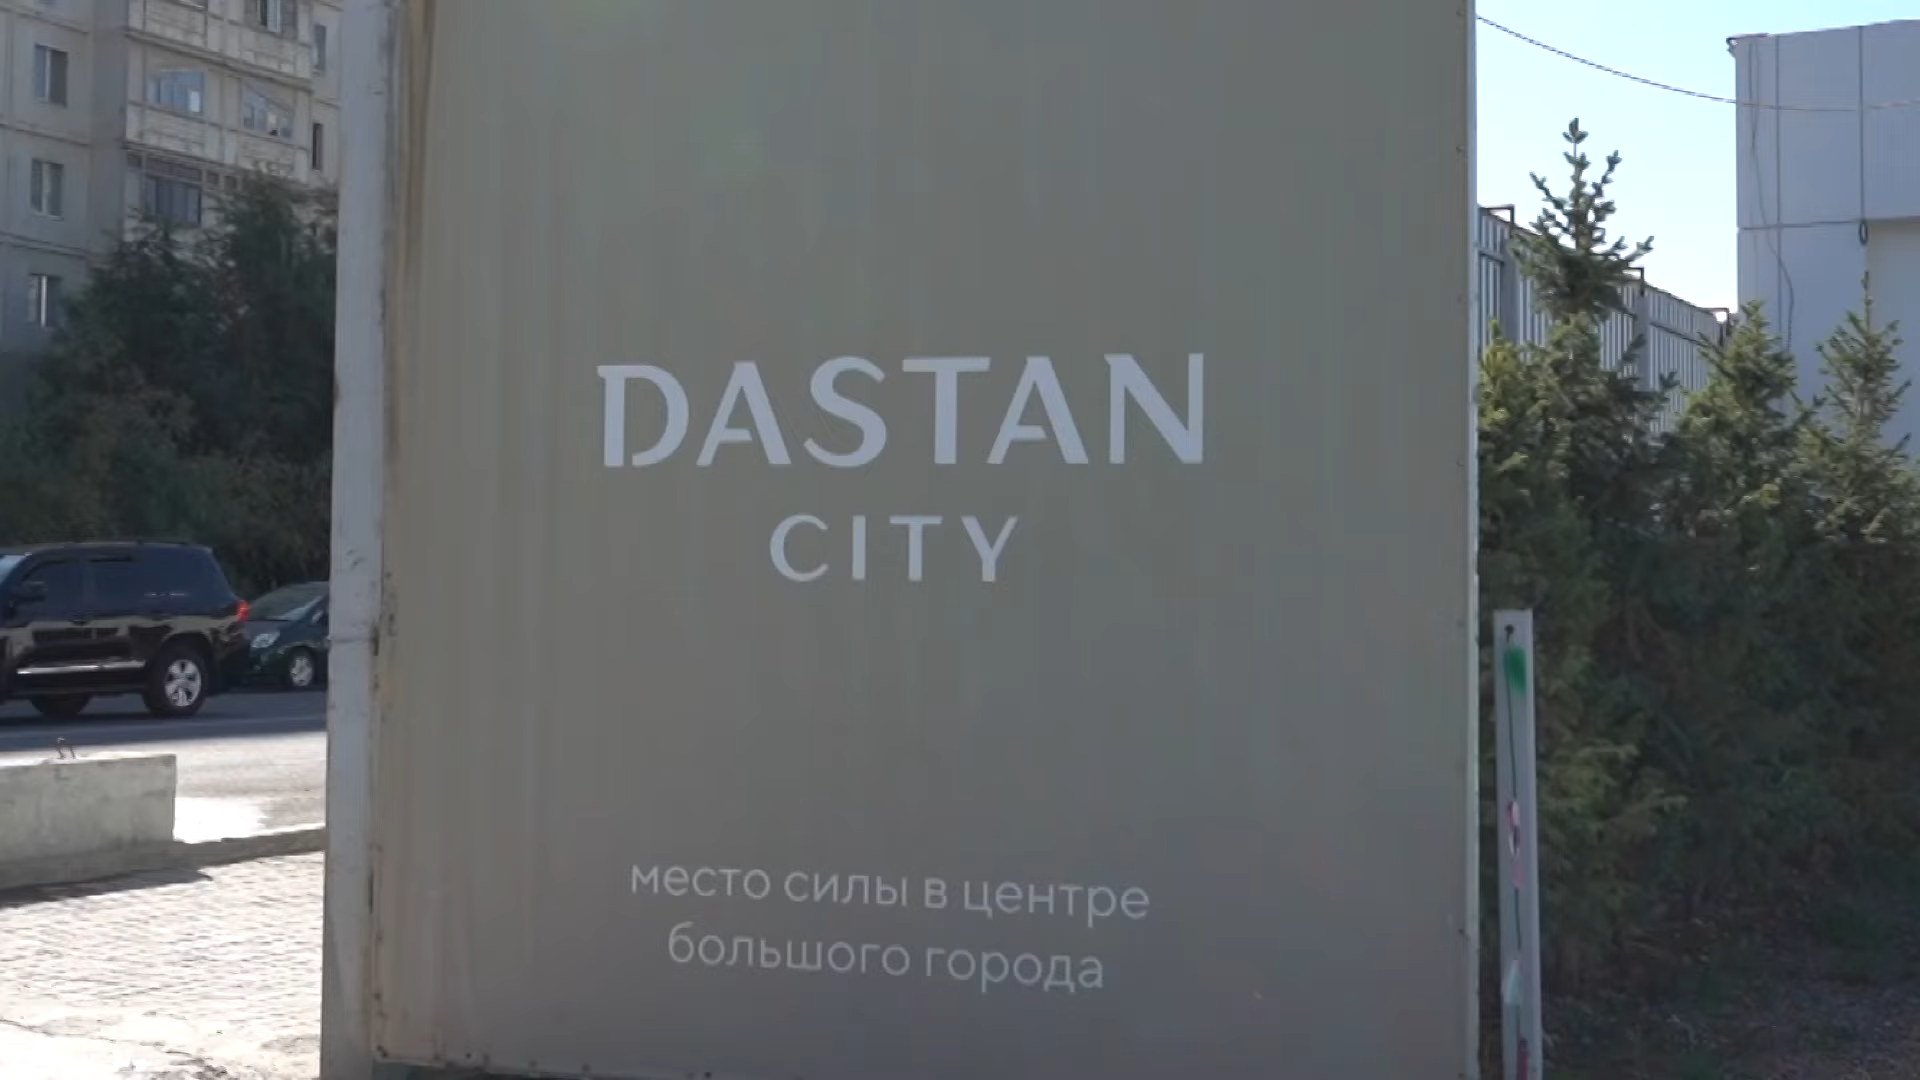 DASTAN
CITY
место силы в центре
большого города